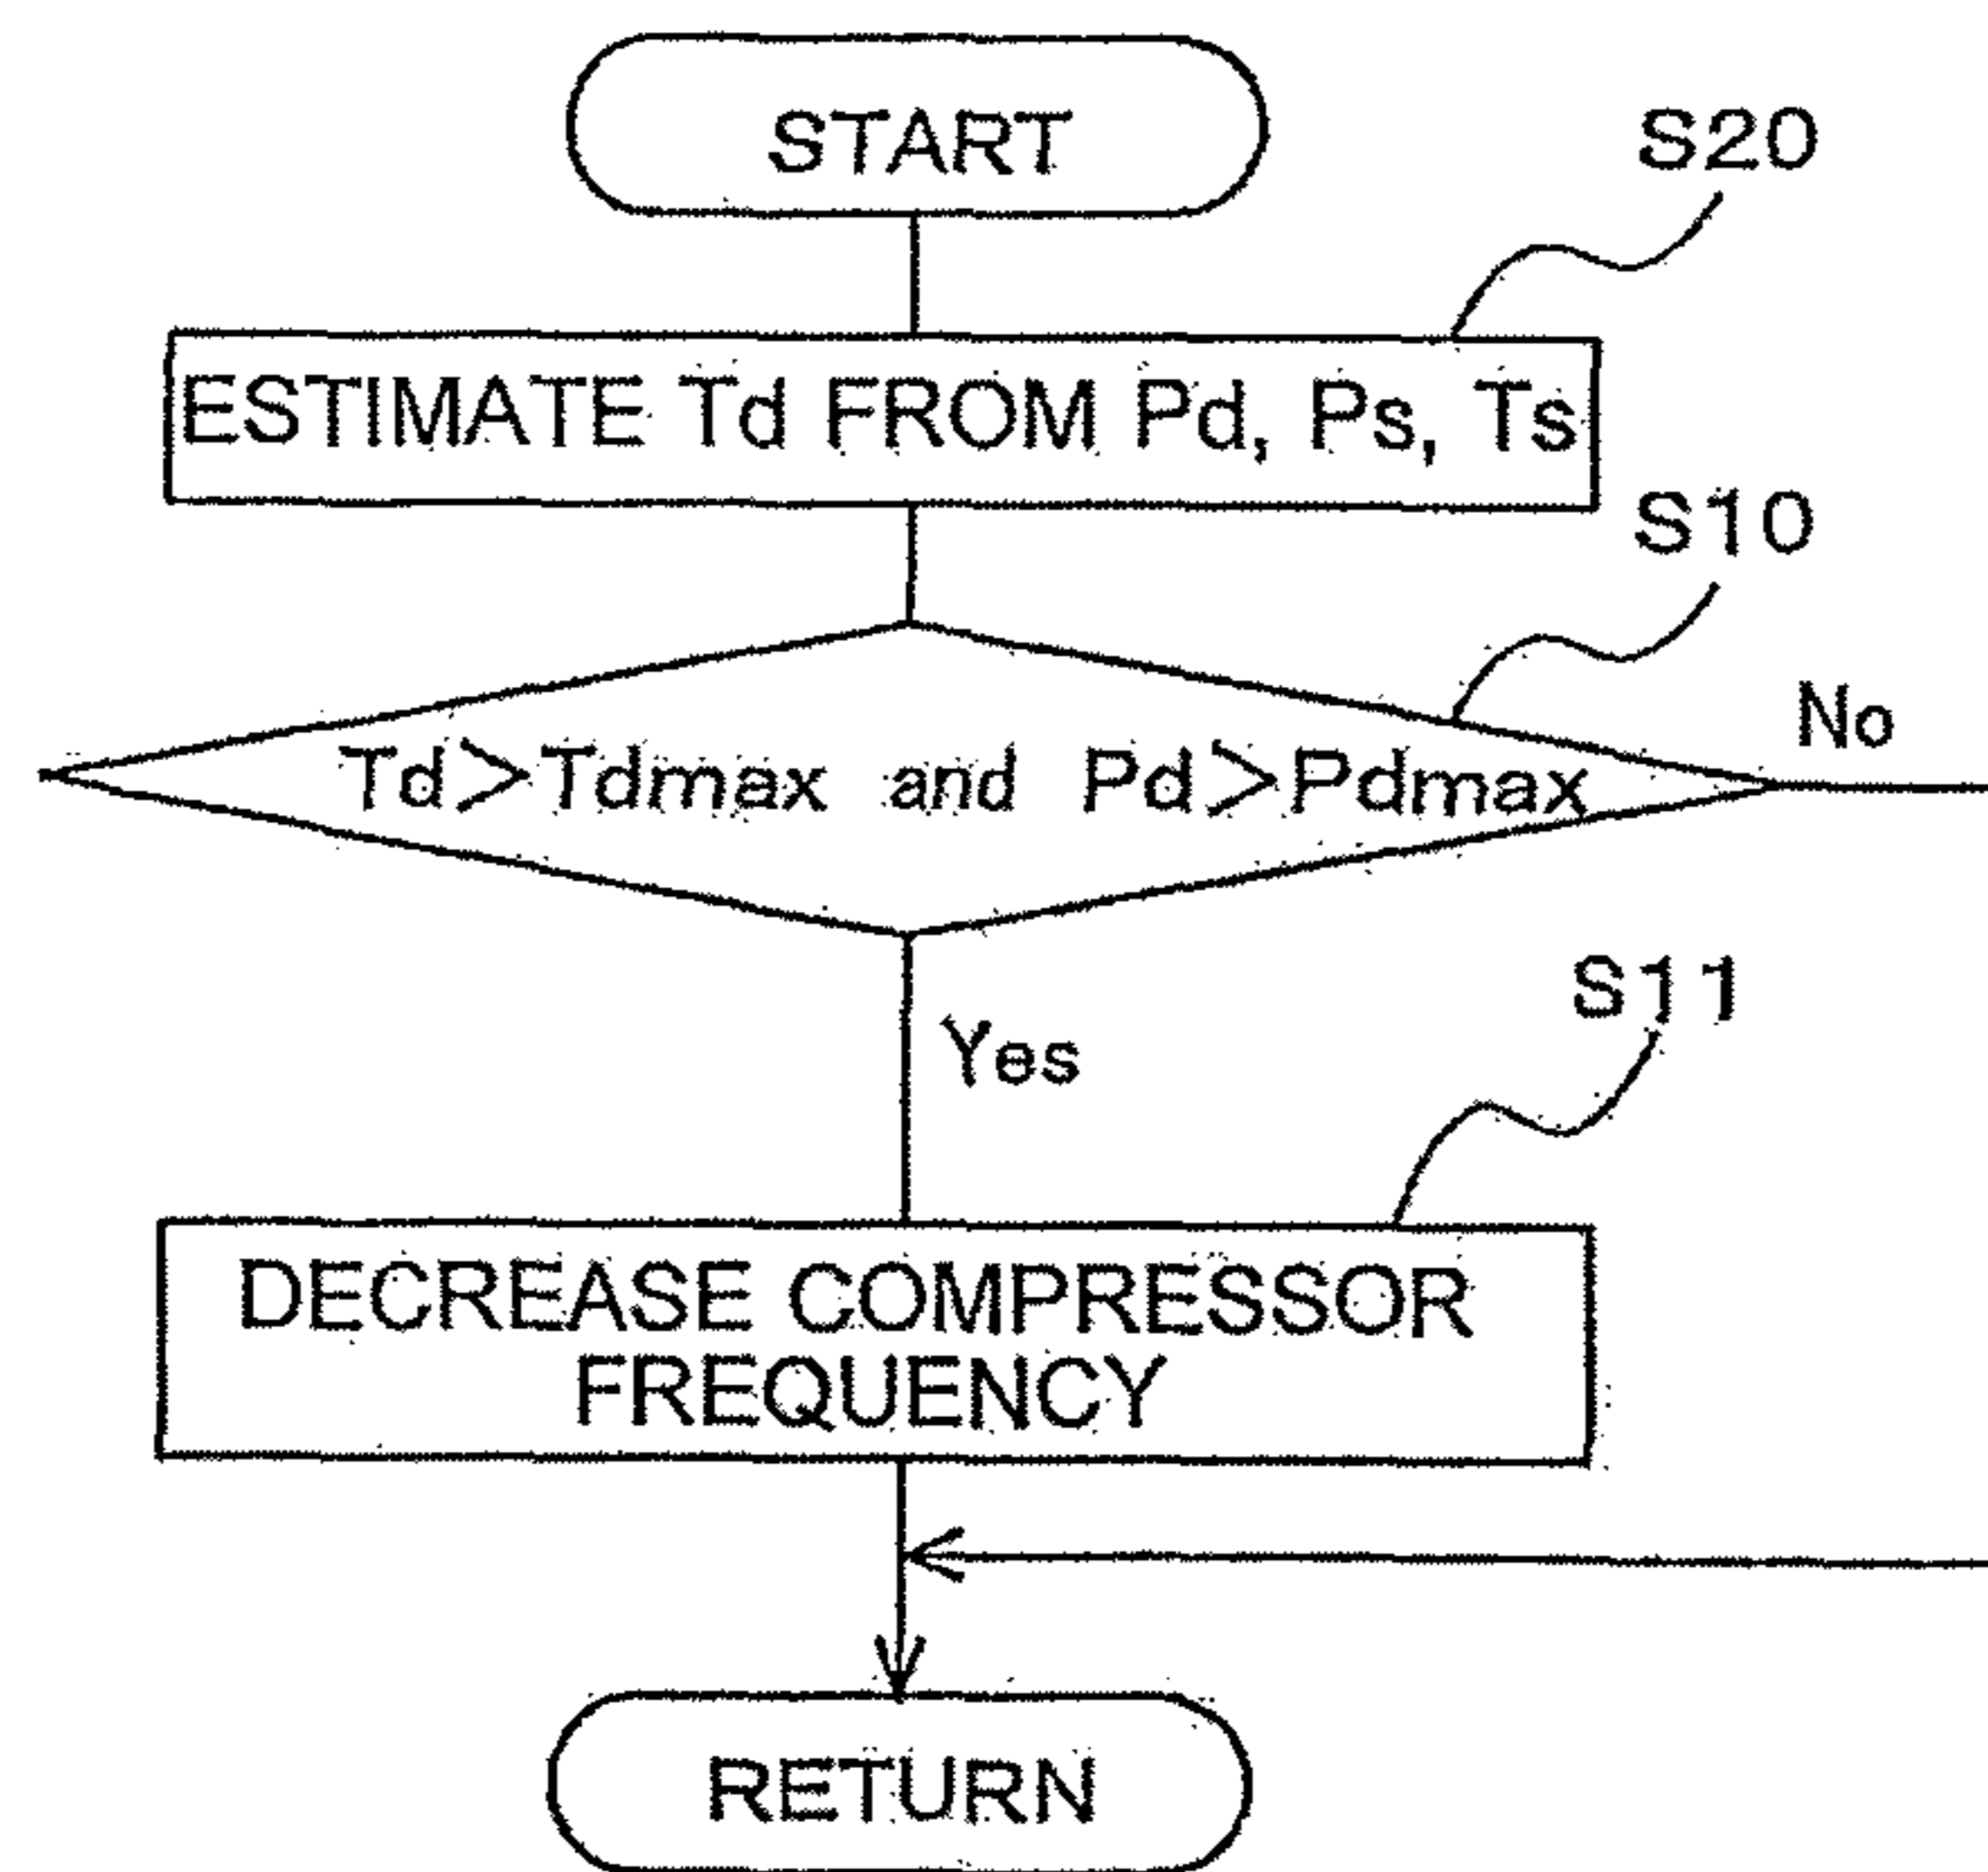 START
S20
ESTIMATE Td FROM Pd, Ps, Ts
S10
No
Td>Tdmax and Pd>Pdmax
S11
Yes
DECREASE COMPRESSOR
FREQUENCY
RETURN